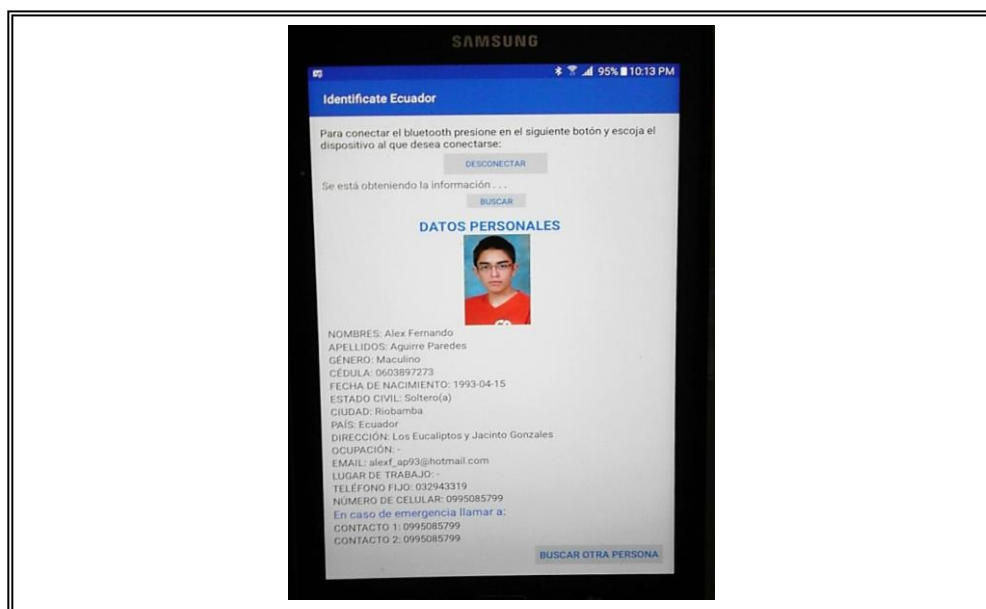 SAMSUNG
95% 10:13 PM
Identificate Ecuador
Para conectar el bluetooth presione en el siguiente botón y escoja el
dispositivo al que desea conectarse:
DESCONECTAR
Se está obteniendo la información . . .
BUSCAR
DATOS PERSONALES
NOMBRES: Alex Fernando
APELLIDOS: Aguirre Paredes
GÉNERO: Maculino
CÉDULA: 0603897273
FECHA DE NACIMIENTO: 1993-04-15
ESTADO CIVIL: Soltero(a)
CIUDAD: Riobamba
PAÍS: Ecuador
DIRECCIÓN: Los Eucaliptos y Jacinto Gonzales
OCUPACIÓN: -
EMAIL: alexf_ap93@hotmail.com
LUGAR DE TRABAJO: -
TELÉFONO FIJO: 032943319
NÚMERO DE CELULAR: 0995085799
En caso de emergencia llamar a:
CONTACTO 1: 0995085799
CONTACTO 2: 0995085799
BUSCAR OTRA PERSONA